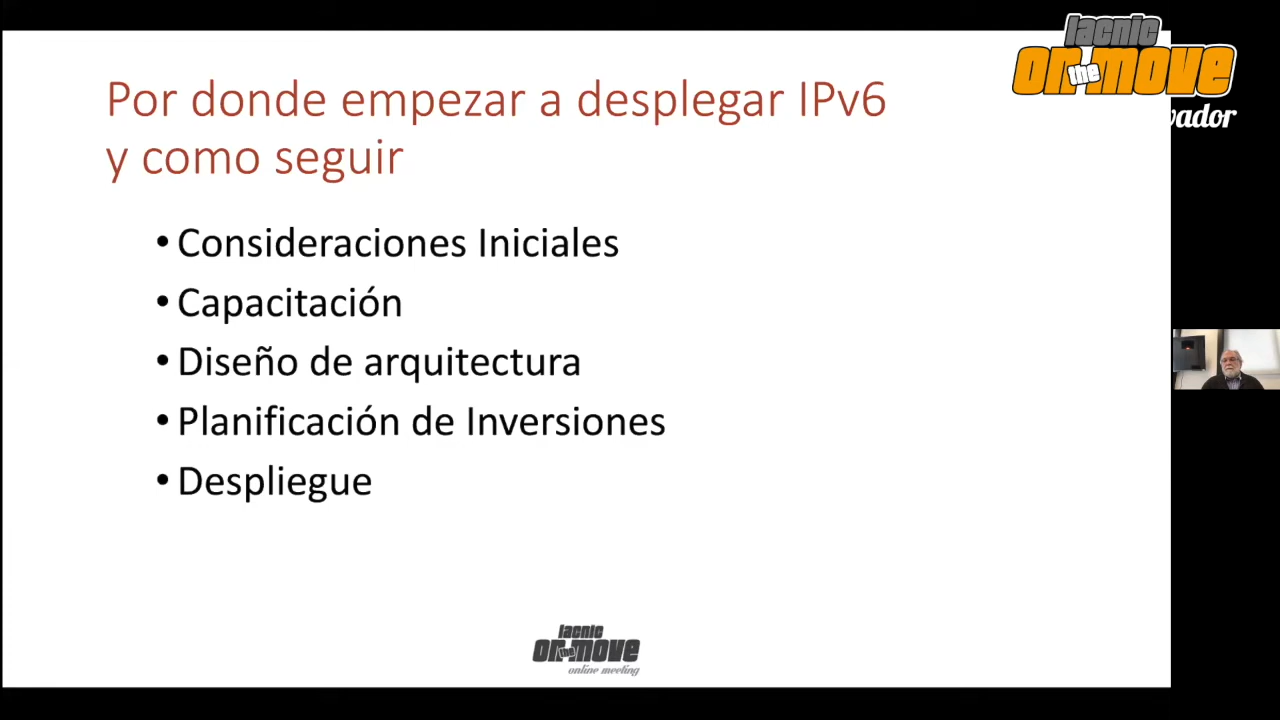 lacnic
on the move
vador
Por donde empezar a desplegar IPv6
y como seguir
• Consideraciones Iniciales
• Capacitación
• Diseño de arquitectura
• Planificación de Inversiones
• Despliegue
lacnic
on the move
online meeting